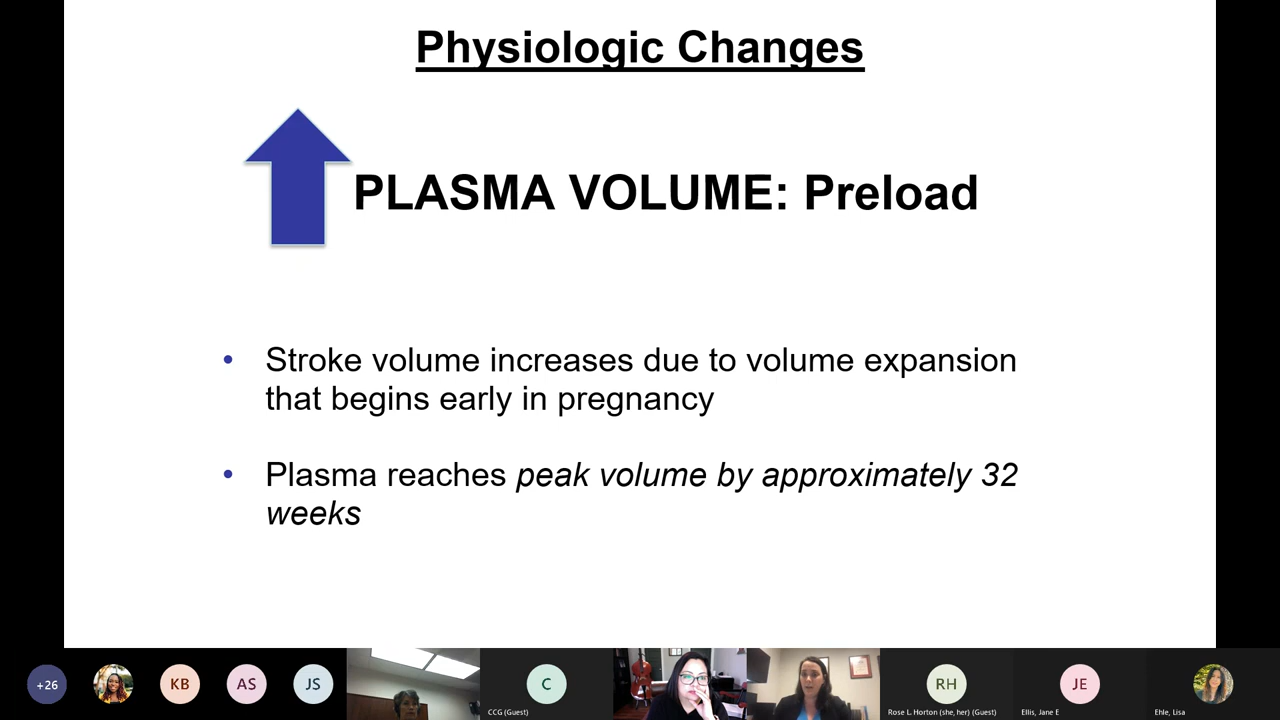 Physiologic Changes
PLASMA VOLUME: Preload
• Stroke volume increases due to volume expansion
that begins early in pregnancy
• Plasma reaches peak volume by approximately 32
weeks
+26
KB
AS
JS
C
CCG (Guest)
RH
Rose L. Horton (she, her) (Guest)
JE
Ellis, Jane E
Ehle, Lisa